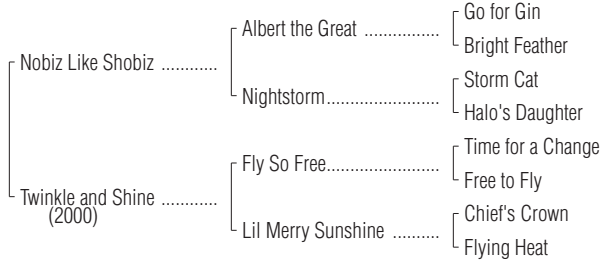 Go for Gin
Albert the Great ................
Bright Feather
Nobiz Like Shobiz ............
Storm Cat
Nightstorm........................
Halo's Daughter
Time for a Change
Fly So Free........................
Free to Fly
Twinkle and Shine ............
(2000)
Chief's Crown
Lil Merry Sunshine ..........
Flying Heat